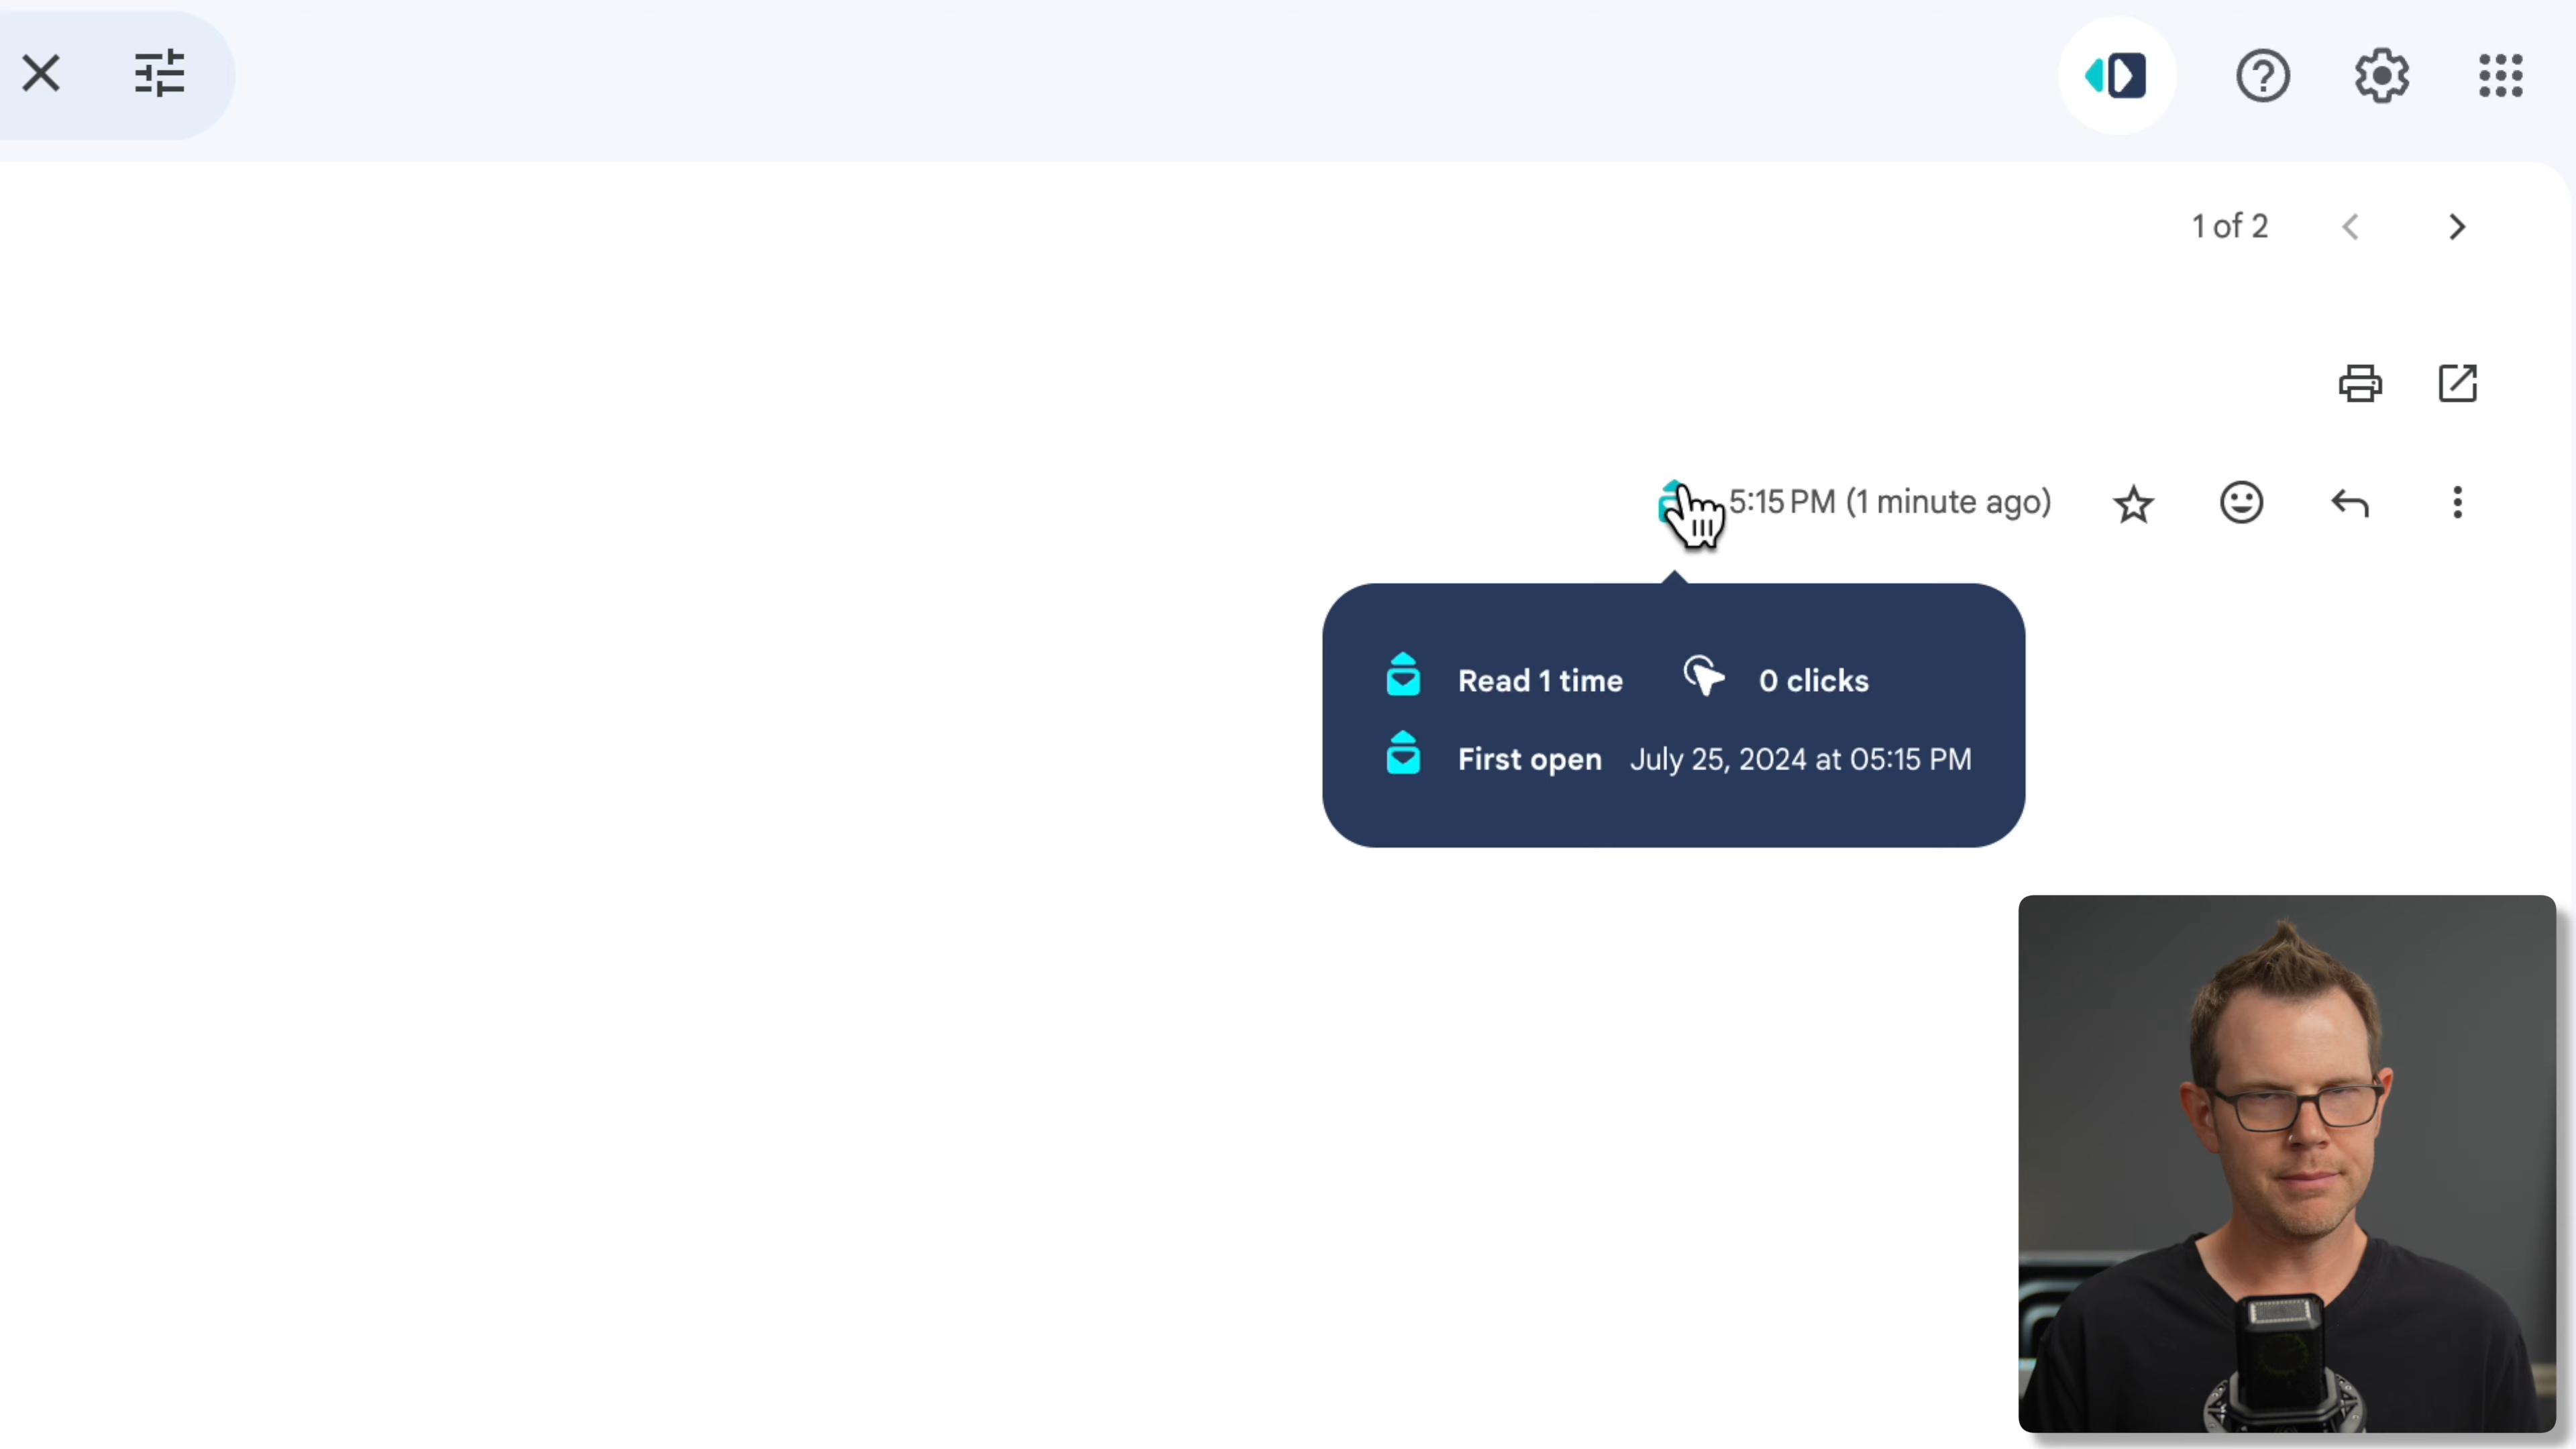 1 of 2
5:15 PM (1 minute ago)
Read 1 time 0 clicks
First open July 25, 2024 at 05:15 PM